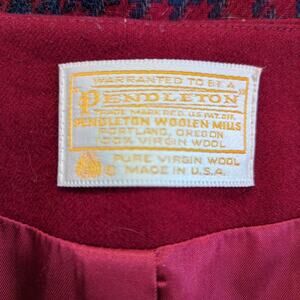 WARRANTED TO BE A
"PENDLETON"
TRADE MARK REG. U.S. PAT. OFF.
PENDLETON WOOLEN MILLS
PORTLAND, OREGON
100% VIRGIN WOOL
PURE VIRGIN WOOL
MADE IN U.S.A.